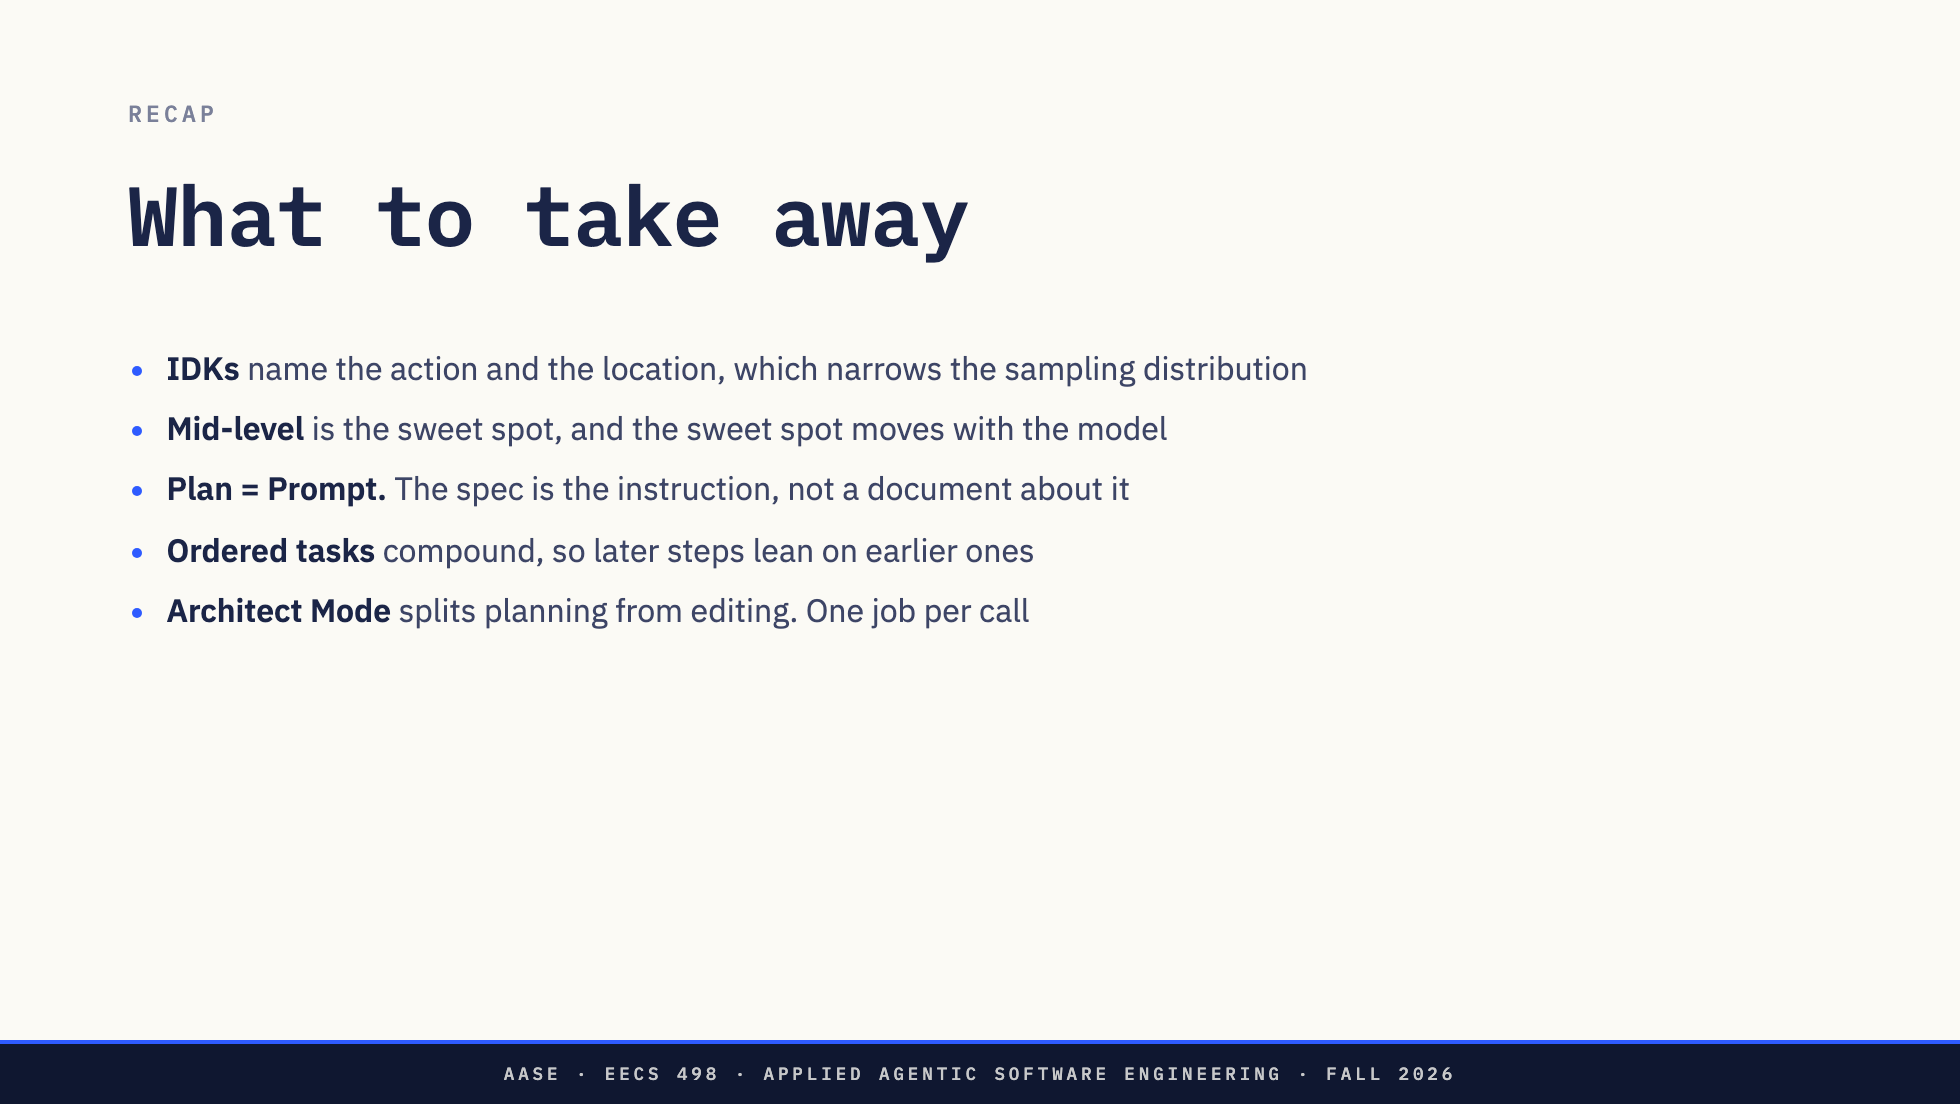 RECAP
What to take away
• IDKs name the action and the location, which narrows the sampling distribution
• Mid-level is the sweet spot, and the sweet spot moves with the model
• Plan = Prompt. The spec is the instruction, not a document about it
• Ordered tasks compound, so later steps lean on earlier ones
• Architect Mode splits planning from editing. One job per call
AASE · EECS 498 · APPLIED AGENTIC SOFTWARE ENGINEERING · FALL 2026